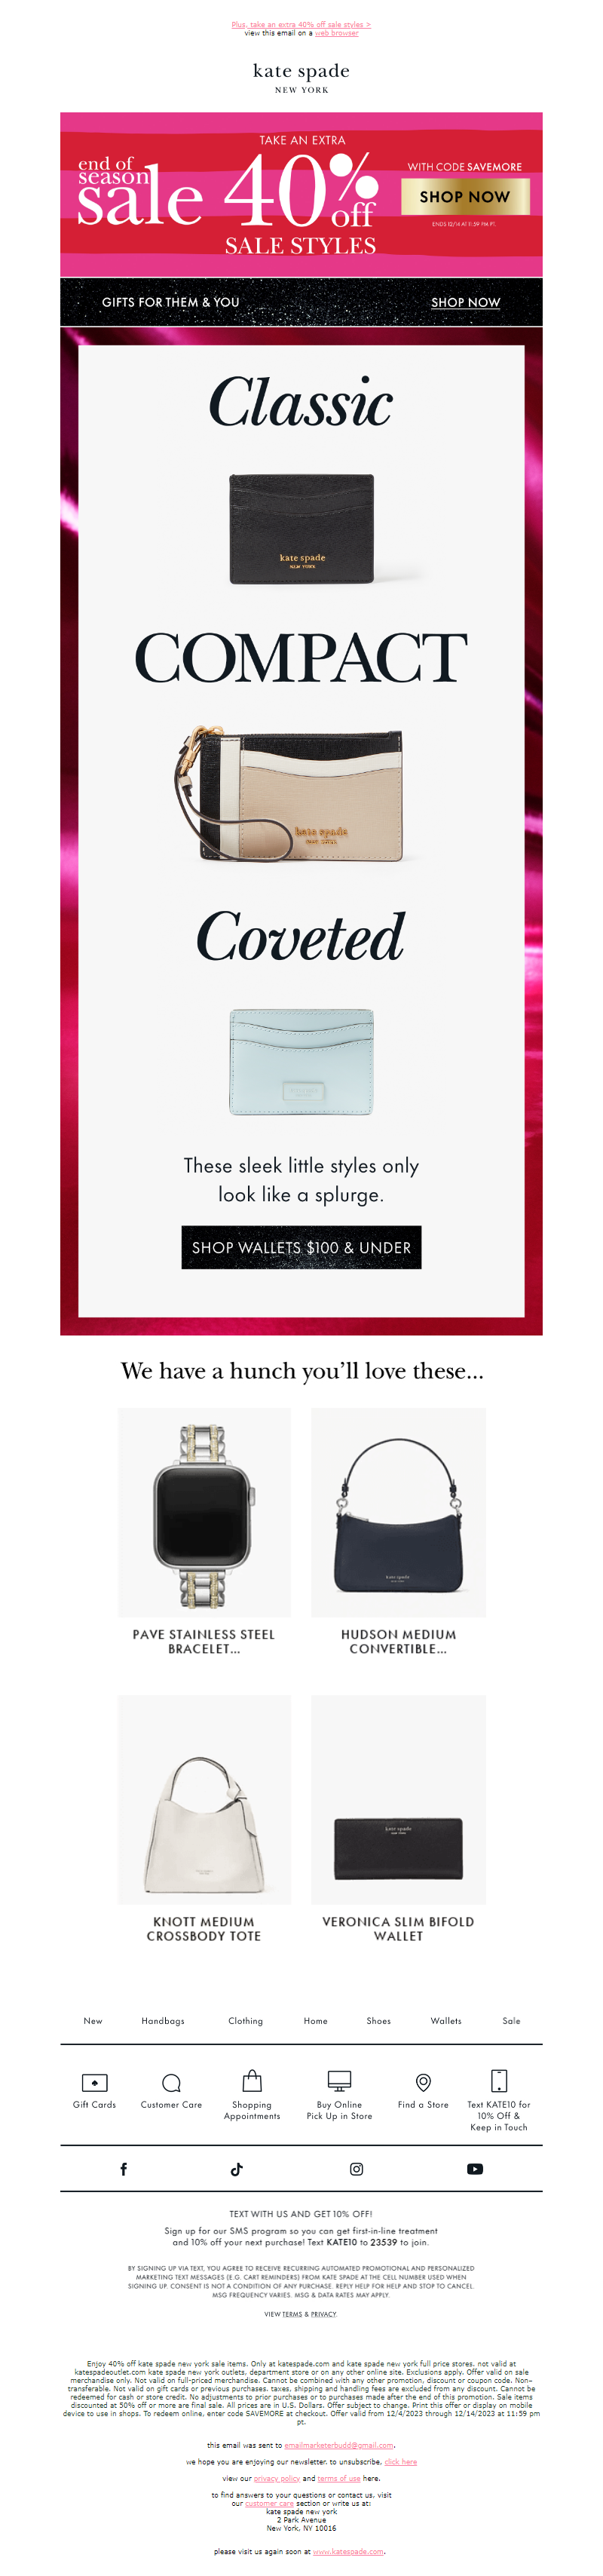 Plus, take an extra 40% off sale styles >
view this email on a web browser
kate spade
NEW YORK
end of
season
sale
TAKE AN EXTRA
40% off
SALE STYLES
WITH CODE SAVEMORE
SHOP NOW
ENDS 12/14 AT 11:59 PM PT.
GIFTS FOR THEM & YOU
SHOP NOW
Classic
kate spade
NEW YORK
COMPACT
kate spade
NEW YORK
Coveted
These sleek little styles only
look like a splurge.
SHOP WALLETS $100 & UNDER
We have a hunch you'll love these...
kate spade
PAVE STAINLESS STEEL
BRACELET...
HUDSON MEDIUM
CONVERTIBLE...
kate spade
KNOTT MEDIUM
CROSSBODY TOTE
VERONICA SLIM BIFOLD
WALLET
New
Handbags
Clothing
Home
Shoes
Wallets
Sale
Gift Cards
Customer Care
Shopping
Appointments
Buy Online
Pick Up in Store
Find a Store
Text KATE10 for
10% Off &
Keep in Touch
TEXT WITH US AND GET 10% OFF!
Sign up for our SMS program so you can get first-in-line treatment
and 10% off your next purchase! Text KATE10 to 23539 to join.
BY SIGNING UP VIA TEXT, YOU AGREE TO RECEIVE RECURRING AUTOMATED PROMOTIONAL AND PERSONALIZED
MARKETING TEXT MESSAGES (E.G. CART REMINDERS) FROM KATE SPADE AT THE CELL NUMBER USED WHEN
SIGNING UP. CONSENT IS NOT A CONDITION OF ANY PURCHASE. REPLY HELP FOR HELP AND STOP TO CANCEL.
MSG FREQUENCY VARIES. MSG & DATA RATES MAY APPLY.
VIEW TERMS & PRIVACY.
Enjoy 40% off kate spade new york sale items. Only at katespade.com and kate spade new york full price stores. not valid at
katespadeoutlet.com kate spade new york outlets, department store or on any other online site. Exclusions apply. Offer valid on sale
merchandise only. Not valid on full-priced merchandise. Cannot be combined with any other promotion, discount or coupon code. Non-
transferable. Not valid on gift cards or previous purchases. taxes, shipping and handling fees are excluded from any discount. Cannot be
redeemed for cash or store credit. No adjustments to prior purchases or to purchases made after the end of this promotion. Sale items
discounted at 50% off or more are final sale. All prices are in U.S. Dollars. Offer subject to change. Print this offer or display on mobile
device to use in shops. To redeem online, enter code SAVEMORE at checkout. Offer valid from 12/4/2023 through 12/14/2023 at 11:59 pm
pt.
this email was sent to emailmarketerbudd@gmail.com.
we hope you are enjoying our newsletter. to unsubscribe, click here
view our privacy policy and terms of use here.
to find answers to your questions or contact us, visit
our customer care section or write us at:
kate spade new york
2 Park Avenue
New York, NY 10016
please visit us again soon at www.katespade.com.